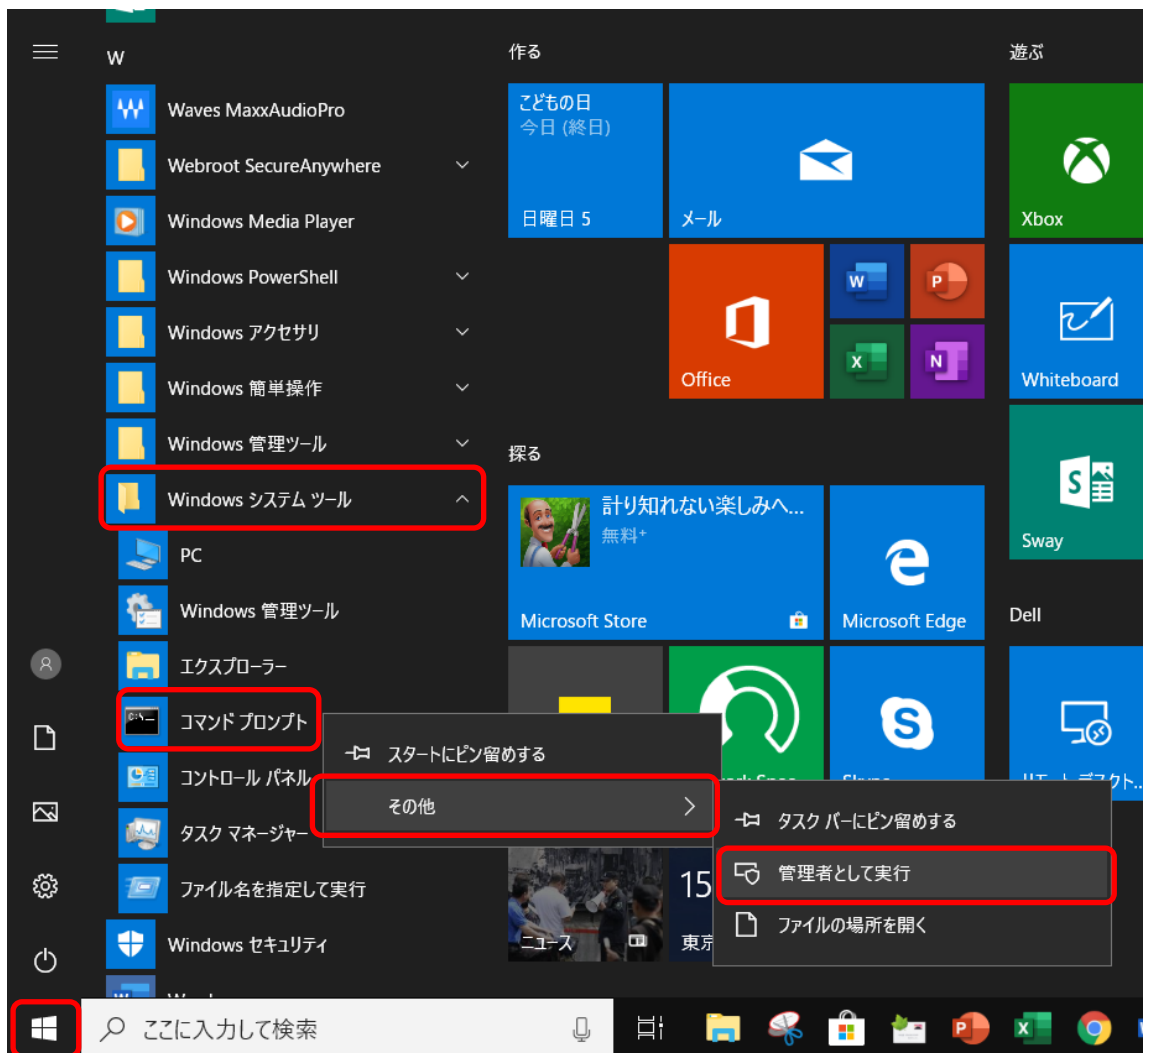 W
Waves MaxxAudioPro
Webroot SecureAnywhere
Windows Media Player
Windows PowerShell
Windows アクセサリ
Windows 簡単操作
Windows 管理ツール
Windows システム ツール
PC
Windows 管理ツール
エクスプローラー
コマンド プロンプト
コントロール パネル
タスク マネージャー
ファイル名を指定して実行
Windows セキュリティ
スタートにピン留めする
その他
タスク バーにピン留めする
管理者として実行
ファイルの場所を開く
作る
こどもの日
今日 (終日)
日曜日 5
メール
Office
探る
計り知れない楽しみへ...
無料+
Microsoft Store
Microsoft Edge
ニュース
15
東京
遊ぶ
Xbox
Whiteboard
Sway
Dell
ここに入力して検索